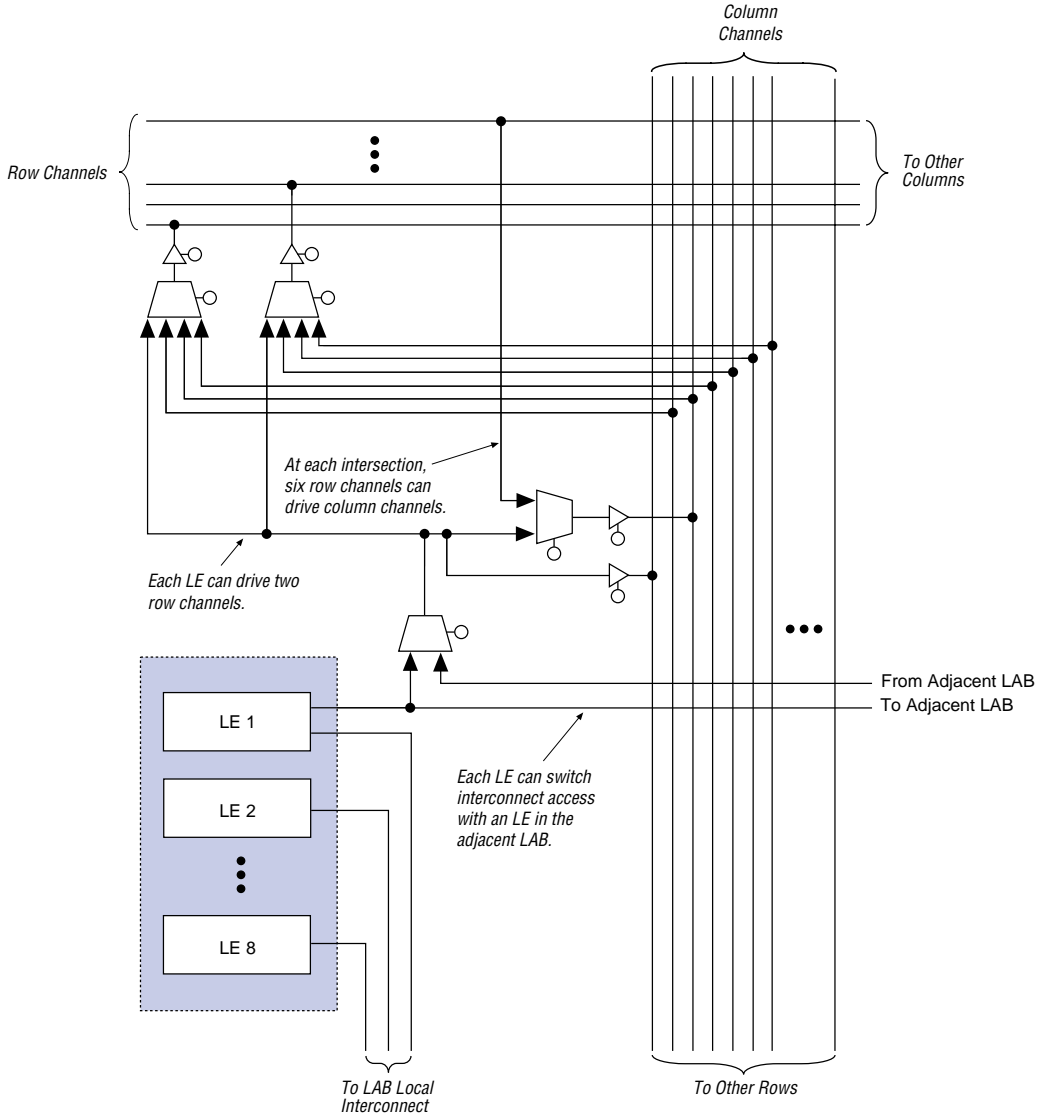 Column
Channels
Row Channels
To Other
Columns
At each intersection,
six row channels can
drive column channels.
Each LE can drive two
row channels.
From Adjacent LAB
To Adjacent LAB
LE 1
Each LE can switch
interconnect access
with an LE in the
adjacent LAB.
LE 2
LE 8
To LAB Local
Interconnect
To Other Rows